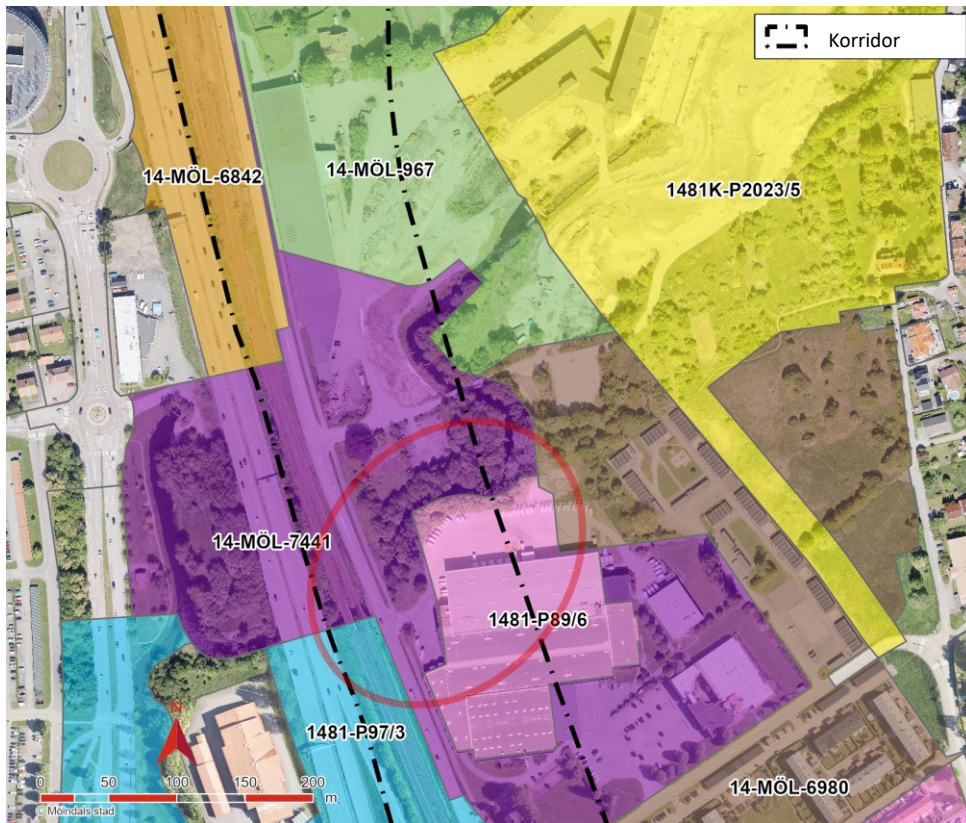 Korridor
14-MÖL-6842
14-MÖL-967
1481K-P2023/5
14-MÖL-7441
1481-P89/6
1481-P97/3
14-MÖL-6980
N
0 50 100 150 200
m
© Mölndals stad